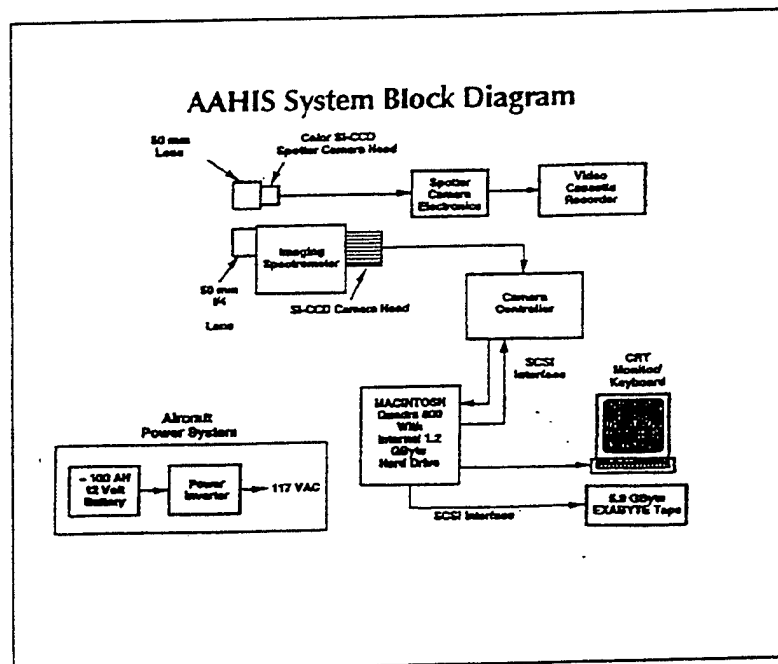 AAHIS System Block Diagram
50 mm
Lens
Color SI-CCD
Spotter Camera Head
Spotter
Camera
Electronics
Video
Cassette
Recorder
Imaging
Spectrometer
50 mm
f/4
Lens
SI-CCD Camera Head
Camera
Controller
SCSI
Interface
CRT
Monitor/
Keyboard
MACINTOSH
Quadra 800
With
Internal 1.2
GByte
Hard Drive
Aircraft
Power System
~ 100 AH
12 Volt
Battery
Power
Inverter
117 VAC
SCSI Interface
GByte
EXABYTE Tape